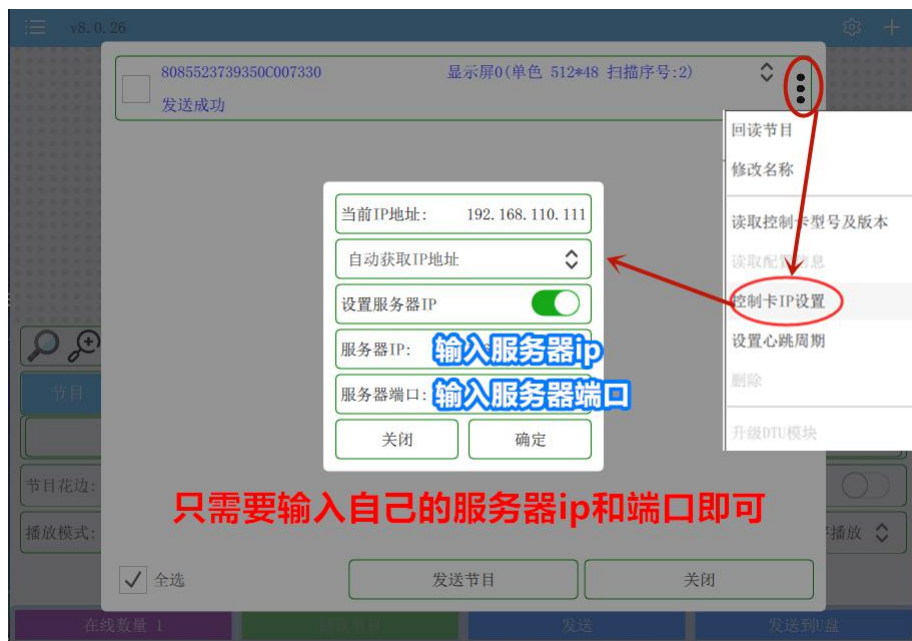 v8.0.26
8085523739350C007330
显示屏0(单色 512*48 扫描序号:2)
发送成功
回读节目
修改名称
读取控制卡型号及版本
读取配置信息
控制卡IP设置
设置心跳周期
删除
升级DTU模块
当前IP地址: 192.168.110.111
自动获取IP地址
设置服务器IP
服务器IP: 输入服务器ip
服务器端口: 输入服务器端口
关闭 确定
只需要输入自己的服务器ip和端口即可
节目
节目花边:
播放模式:
播放
全选
发送节目
关闭
在线数量 1
发送
发送到U盘